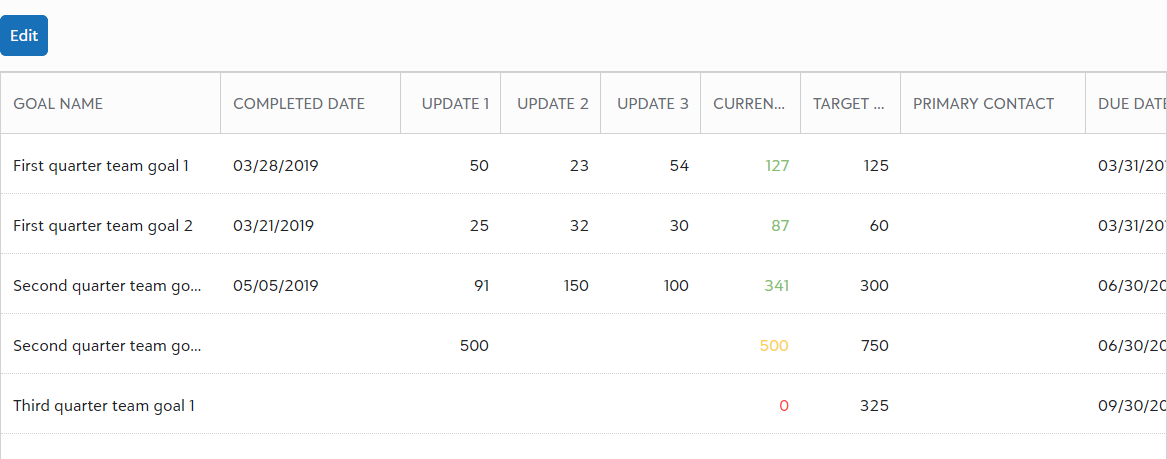 Edit
GOAL NAME COMPLETED DATE UPDATE 1 UPDATE 2 UPDATE 3 CURREN... TARGET ... PRIMARY CONTACT DUE DATE
First quarter team goal 1 03/28/2019 50 23 54 127 125 03/31/20
First quarter team goal 2 03/21/2019 25 32 30 87 60 03/31/20
Second quarter team go... 05/05/2019 91 150 100 341 300 06/30/20
Second quarter team go... 500 500 750 06/30/20
Third quarter team goal 1 0 325 09/30/20